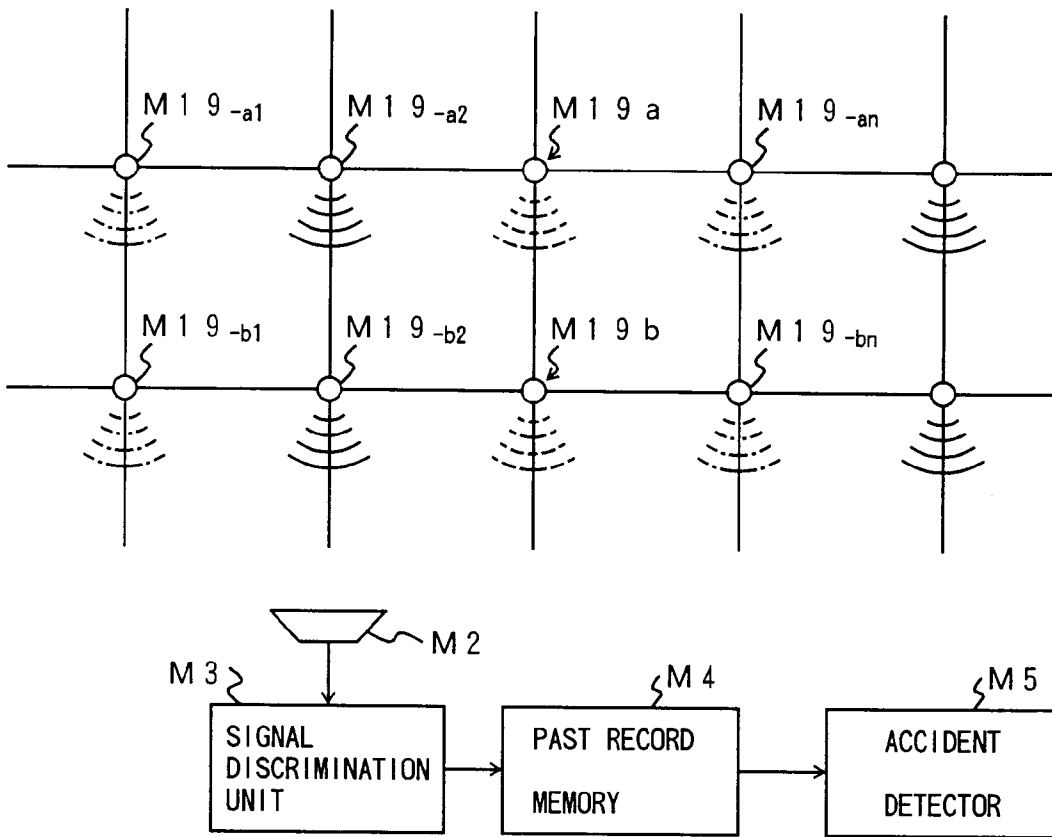 M19-a1 M19-a2 M19a M19-an
M19-b1 M19-b2 M19b M19-bn
M2
M3 M4 M5
SIGNAL DISCRIMINATION UNIT
PAST RECORD MEMORY
ACCIDENT DETECTOR